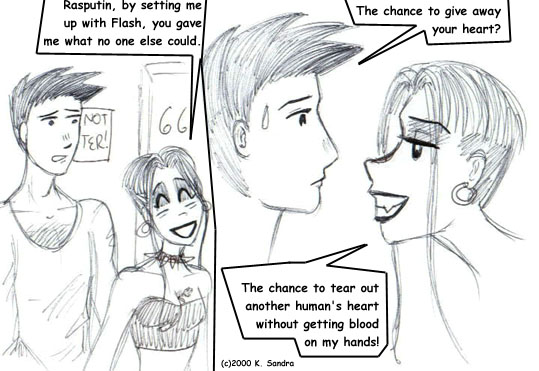 Rasputin, by setting me
up with Flash, you gave
me what no one else could.
NOT
TER!
66
The chance to give away
your heart?
The chance to tear out
another human's heart
without getting blood
on my hands!
(c)2000 K. Sandra